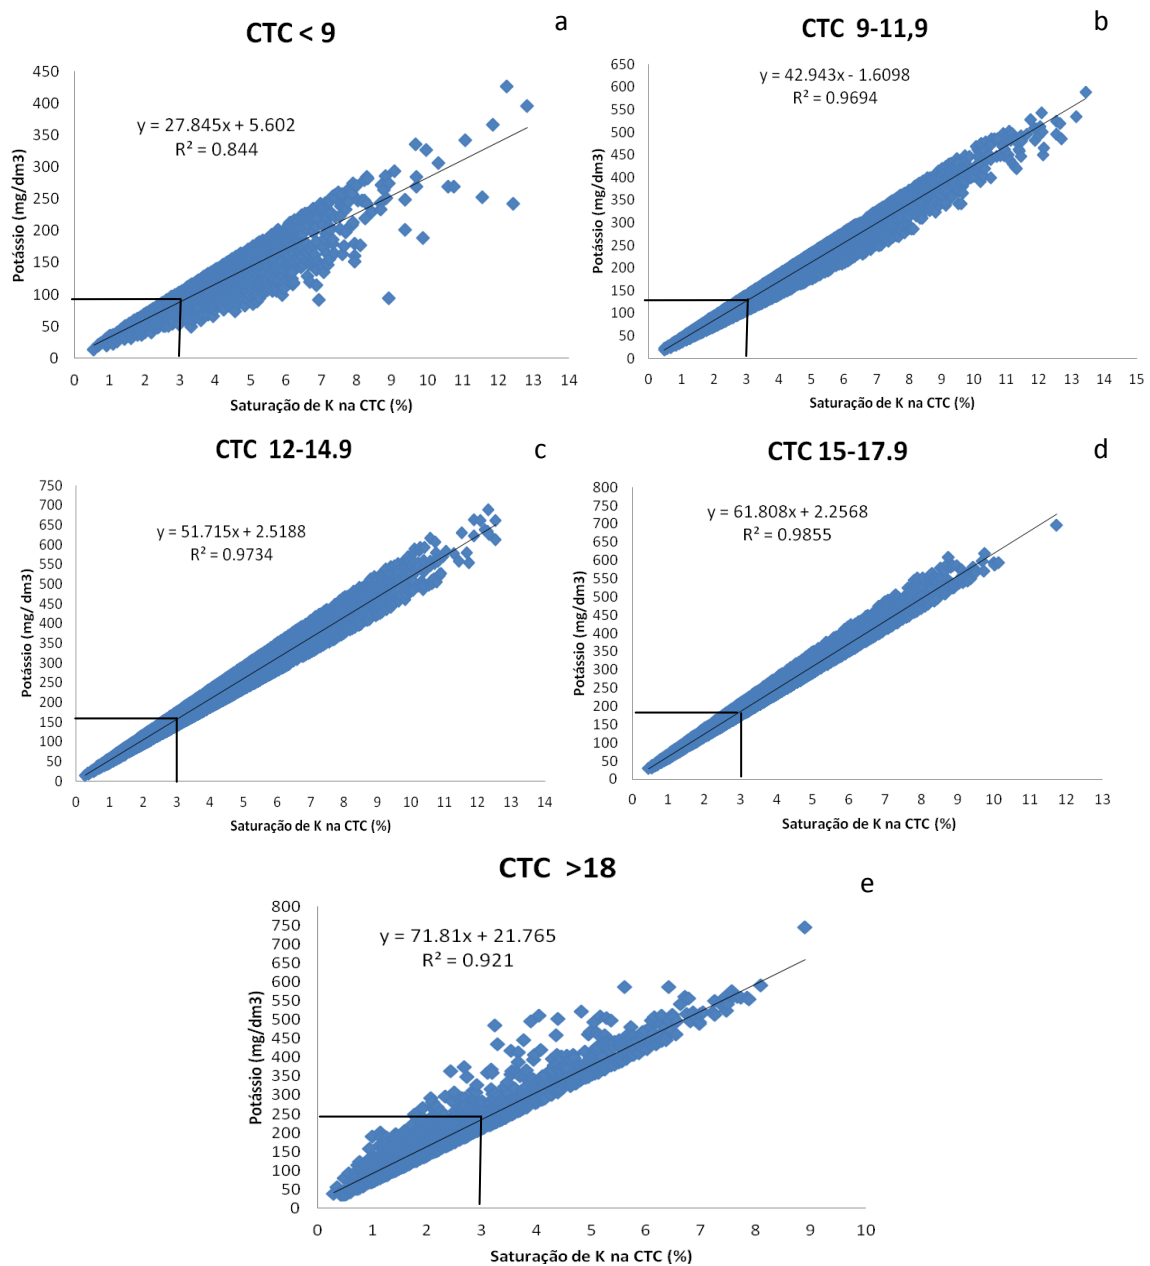 CTC < 9
a
y = 27.845x + 5.602
R² = 0.844
Potássio (mg/dm3)
450
400
350
300
250
200
150
100
50
0
0 1 2 3 4 5 6 7 8 9 10 11 12 13 14
Saturação de K na CTC (%)
CTC 9-11,9
b
y = 42.943x - 1.6098
R² = 0.9694
Potássio (mg/dm3)
650
600
550
500
450
400
350
300
250
200
150
100
50
0
0 1 2 3 4 5 6 7 8 9 10 11 12 13 14 15
Saturação de K na CTC (%)
CTC 12-14.9
c
y = 51.715x + 2.5188
R² = 0.9734
Potássio (mg/ dm3)
750
700
650
600
550
500
450
400
350
300
250
200
150
100
50
0
0 1 2 3 4 5 6 7 8 9 10 11 12 13 14
Saturação de K na CTC (%)
CTC 15-17.9
d
y = 61.808x + 2.2568
R² = 0.9855
Potássio (mg/dm3)
800
700
600
500
400
350
300
250
200
150
100
50
0
0 1 2 3 4 5 6 7 8 9 10 11 12 13
Saturação de K na CTC (%)
CTC >18
e
y = 71.81x + 21.765
R² = 0.921
Potássio (mg/dm3)
800
750
700
650
600
550
500
450
400
350
300
250
200
150
100
50
0
0 1 2 3 4 5 6 7 8 9 10
Saturação de K na CTC (%)